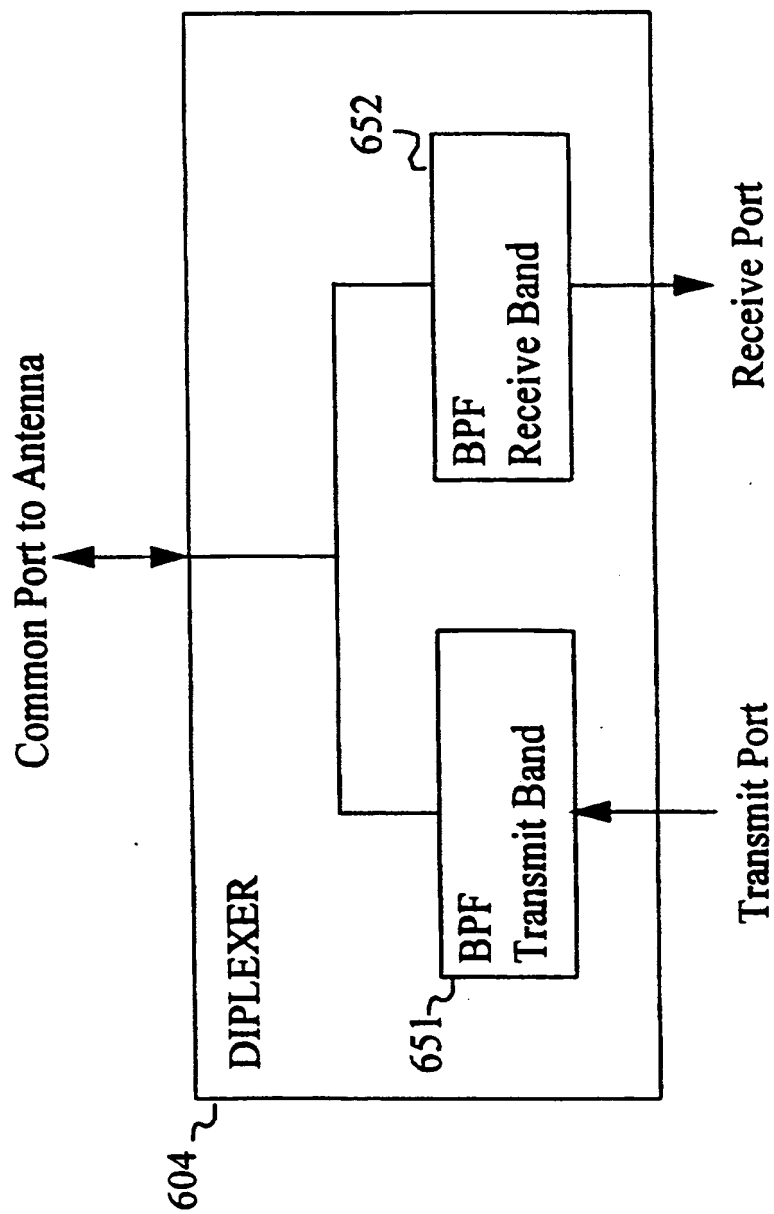 Common Port to Antenna
604
DIPLEXER
651
BPF
Transmit Band
652
BPF
Receive Band
Transmit Port
Receive Port